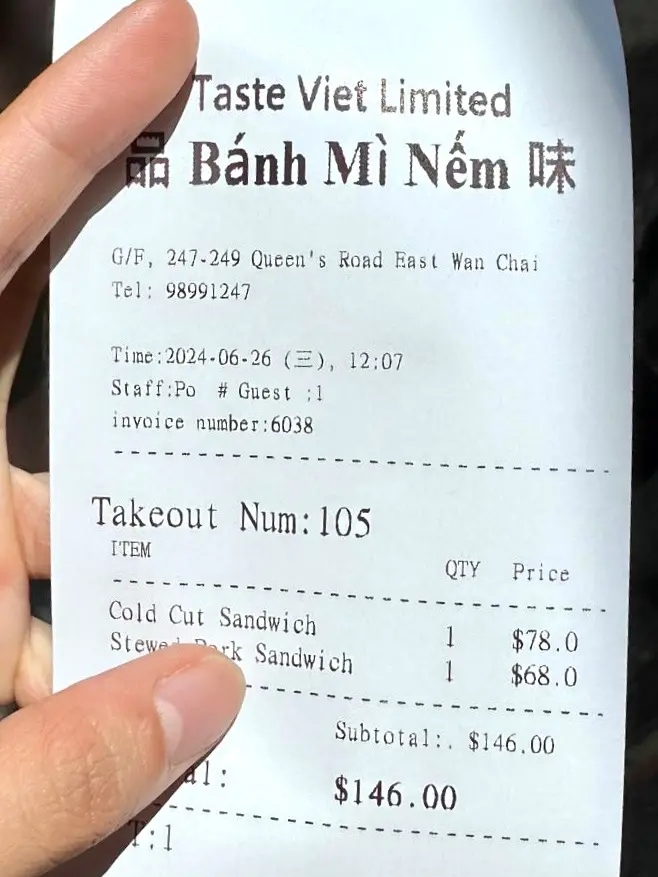 Taste Viet Limited
品 Bánh Mì Nếm 味
G/F, 247-249 Queen's Road East Wan Chai
Tel: 98991247
Time:2024-06-26 (三), 12:07
Staff:Po # Guest :1
invoice number:6038
Takeout Num:105
ITEM QTY Price
Cold Cut Sandwich 1 $78.0
Stewed Pork Sandwich 1 $68.0
Subtotal:. $146.00
$146.00